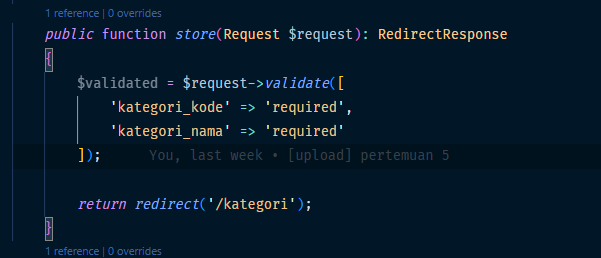 1 reference | 0 overrides
public function store(Request $request): RedirectResponse
{
$validated = $request->validate([
'kategori_kode' => 'required',
'kategori_nama' => 'required'
]); You, last week • [upload] pertemuan 5
return redirect('/kategori');
}
1 reference | 0 overrides